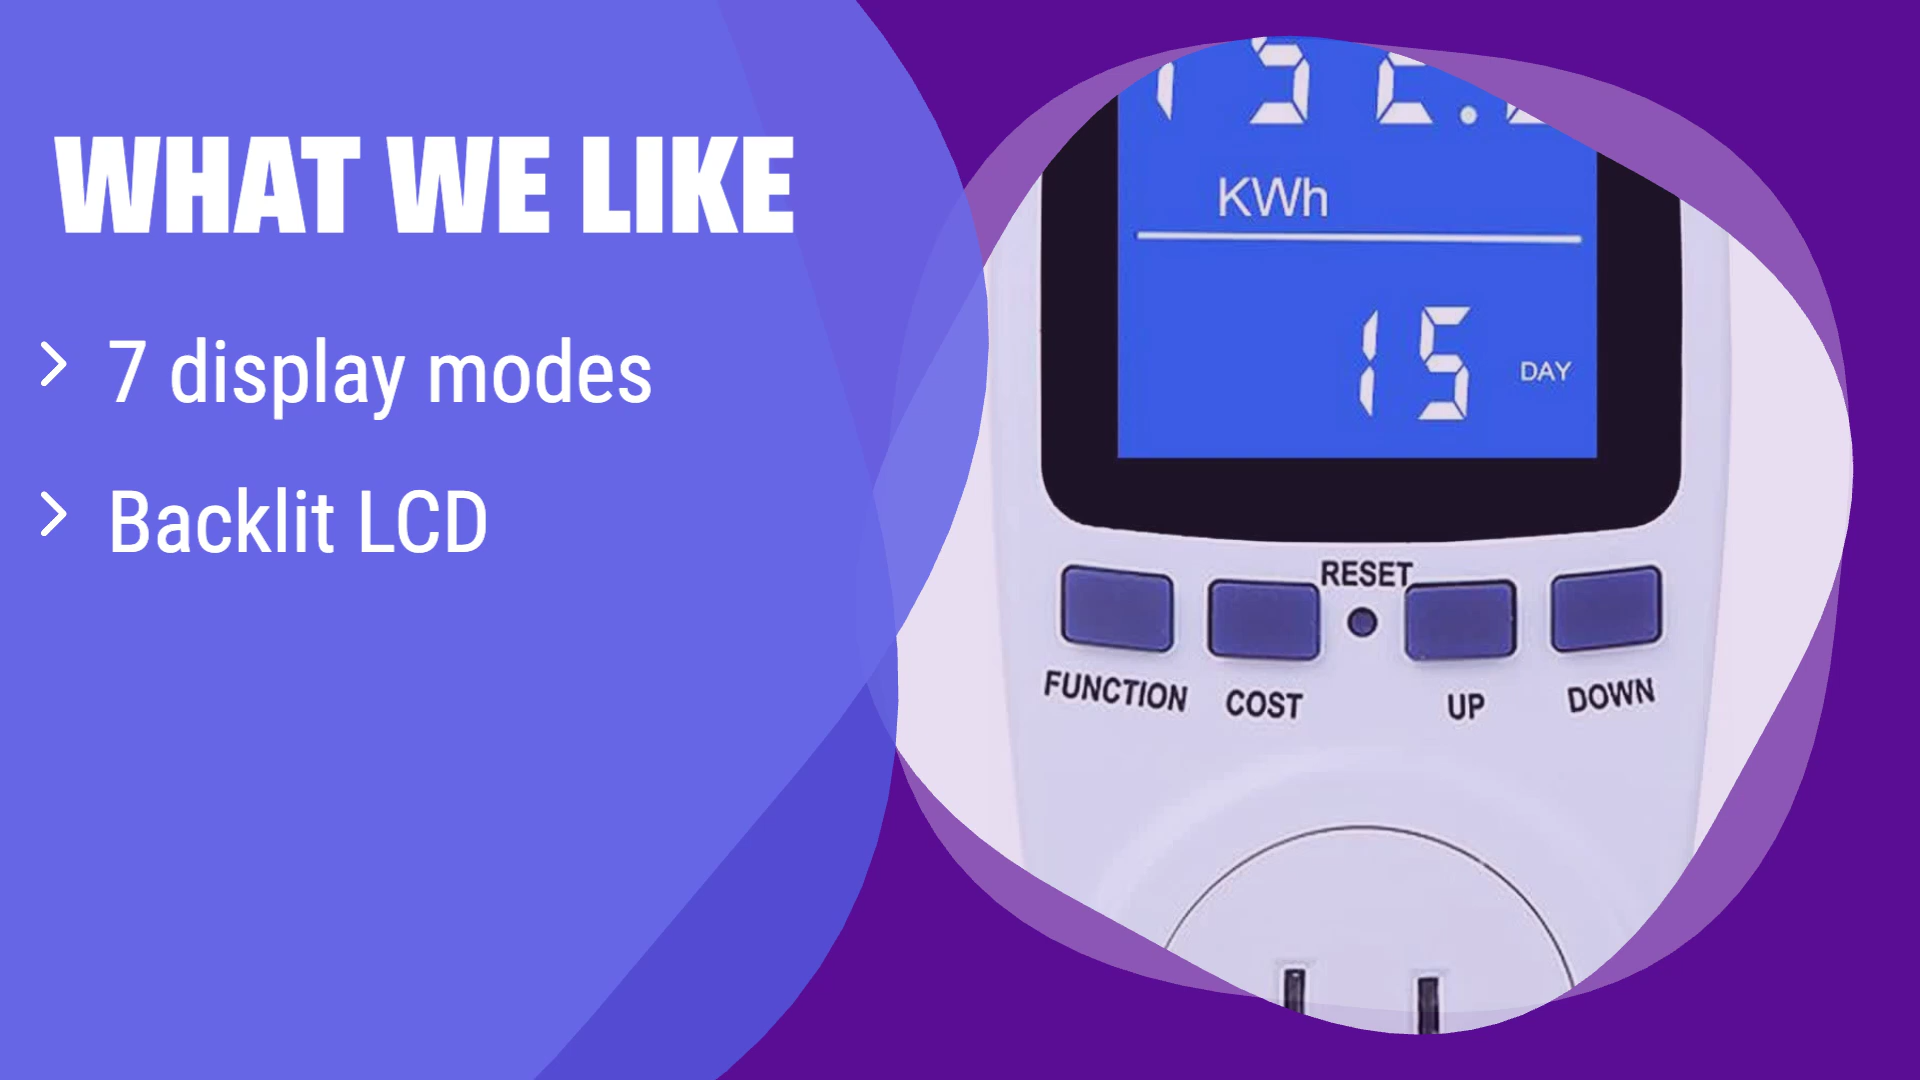 WHAT WE LIKE
7 display modes
Backlit LCD
KWh
15 DAY
RESET
FUNCTION COST UP DOWN